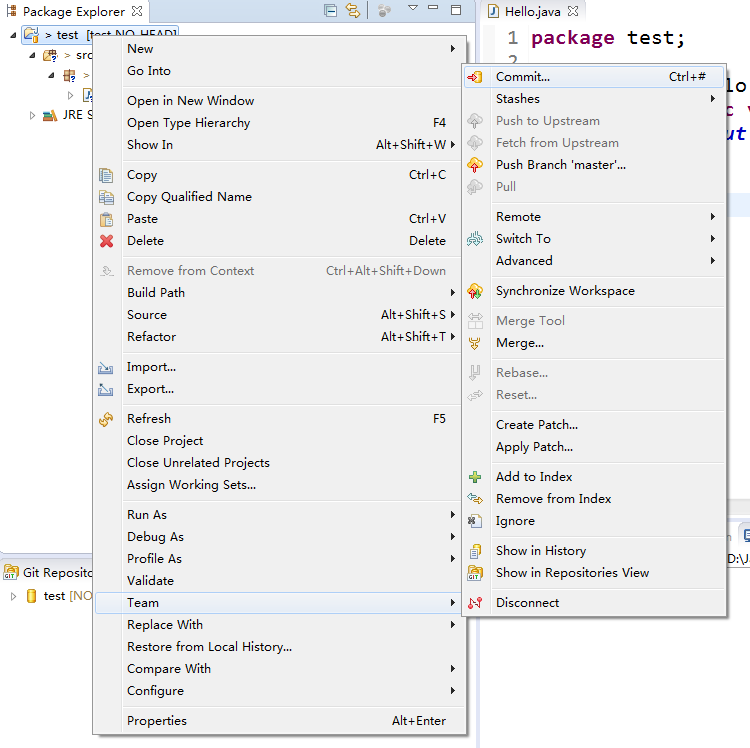 Package Explorer
> test [test NO-HEAD]
> src
>
JRE S
Git Reposito
test [NO
New
Go Into
Open in New Window
Open Type Hierarchy F4
Show In Alt+Shift+W
Copy Ctrl+C
Copy Qualified Name
Paste Ctrl+V
Delete Delete
Remove from Context Ctrl+Alt+Shift+Down
Build Path
Source Alt+Shift+S
Refactor Alt+Shift+T
Import...
Export...
Refresh F5
Close Project
Close Unrelated Projects
Assign Working Sets...
Run As
Debug As
Profile As
Validate
Team
Replace With
Restore from Local History...
Compare With
Configure
Properties Alt+Enter
Hello.java
1 package test;
2
lo
c v
ut
D:\J
Commit... Ctrl+#
Stashes
Push to Upstream
Fetch from Upstream
Push Branch 'master'...
Pull
Remote
Switch To
Advanced
Synchronize Workspace
Merge Tool
Merge...
Rebase...
Reset...
Create Patch...
Apply Patch...
Add to Index
Remove from Index
Ignore
Show in History
Show in Repositories View
Disconnect